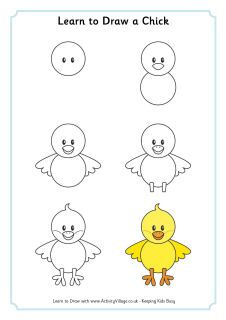 Learn to Draw a Chick
Learn to Draw with www.ActivityVillage.co.uk - Keeping Kids Busy